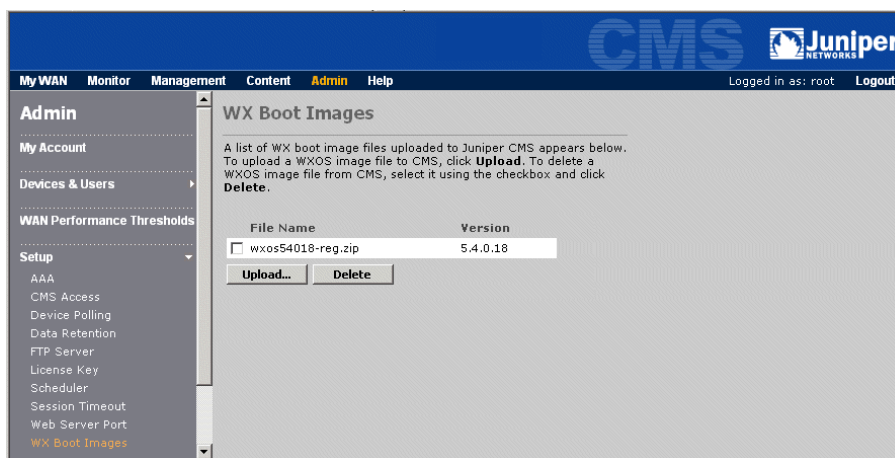 CMS
Juniper
NETWORKS
My WAN Monitor Management Content Admin Help Logged in as: root Logout
Admin
My Account
Devices & Users
WAN Performance Thresholds
Setup
AAA
CMS Access
Device Polling
Data Retention
FTP Server
License Key
Scheduler
Session Timeout
Web Server Port
WX Boot Images
WX Boot Images
A list of WX boot image files uploaded to Juniper CMS appears below.
To upload a WXOS image file to CMS, click Upload. To delete a
WXOS image file from CMS, select it using the checkbox and click
Delete.
File Name Version
wxos54018-reg.zip 5.4.0.18
Upload... Delete